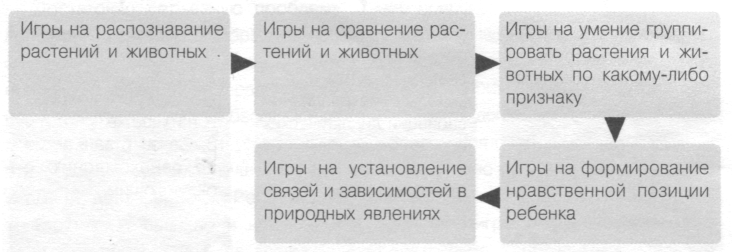 Игры на распознавание
растений и животных
Игры на сравнение рас-
тений и животных
Игры на умение группи-
ровать растения и жи-
вотных по какому-либо
признаку
Игры на формирование
нравственной позиции
ребенка
Игры на установление
связей и зависимостей в
природных явлениях